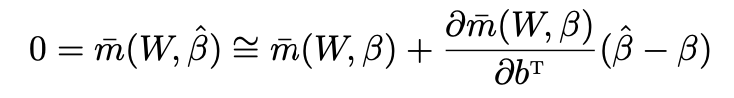 0 = m̄(W, β̂) ≅ m̄(W, β) + ∂m̄(W, β)/∂bᵀ (β̂ − β)